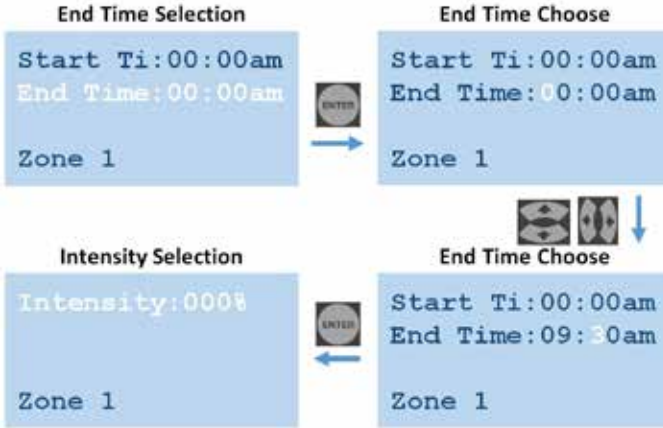 End Time Selection
Start Ti:00:00am
End Time:00:00am
Zone 1
ENTER
End Time Choose
Start Ti:00:00am
End Time:00:00am
Zone 1
Intensity Selection
Intensity:000%
Zone 1
ENTER
End Time Choose
Start Ti:00:00am
End Time:09:30am
Zone 1